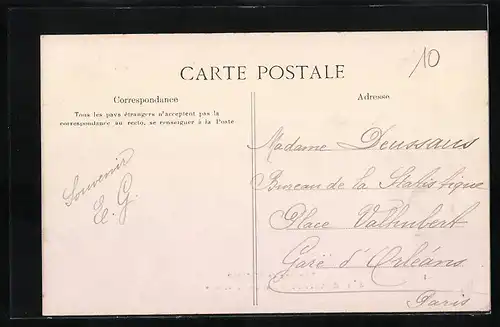 10
CARTE POSTALE
Correspondance
Tous les pays étrangers n'acceptent pas la
correspondance au recto, se renseigner à la Poste
Souvenir
E. G.
Adresse
Madame Deussaus
Bureau de la Statistique
Place Valhubert
Gare d'Orléans
Paris